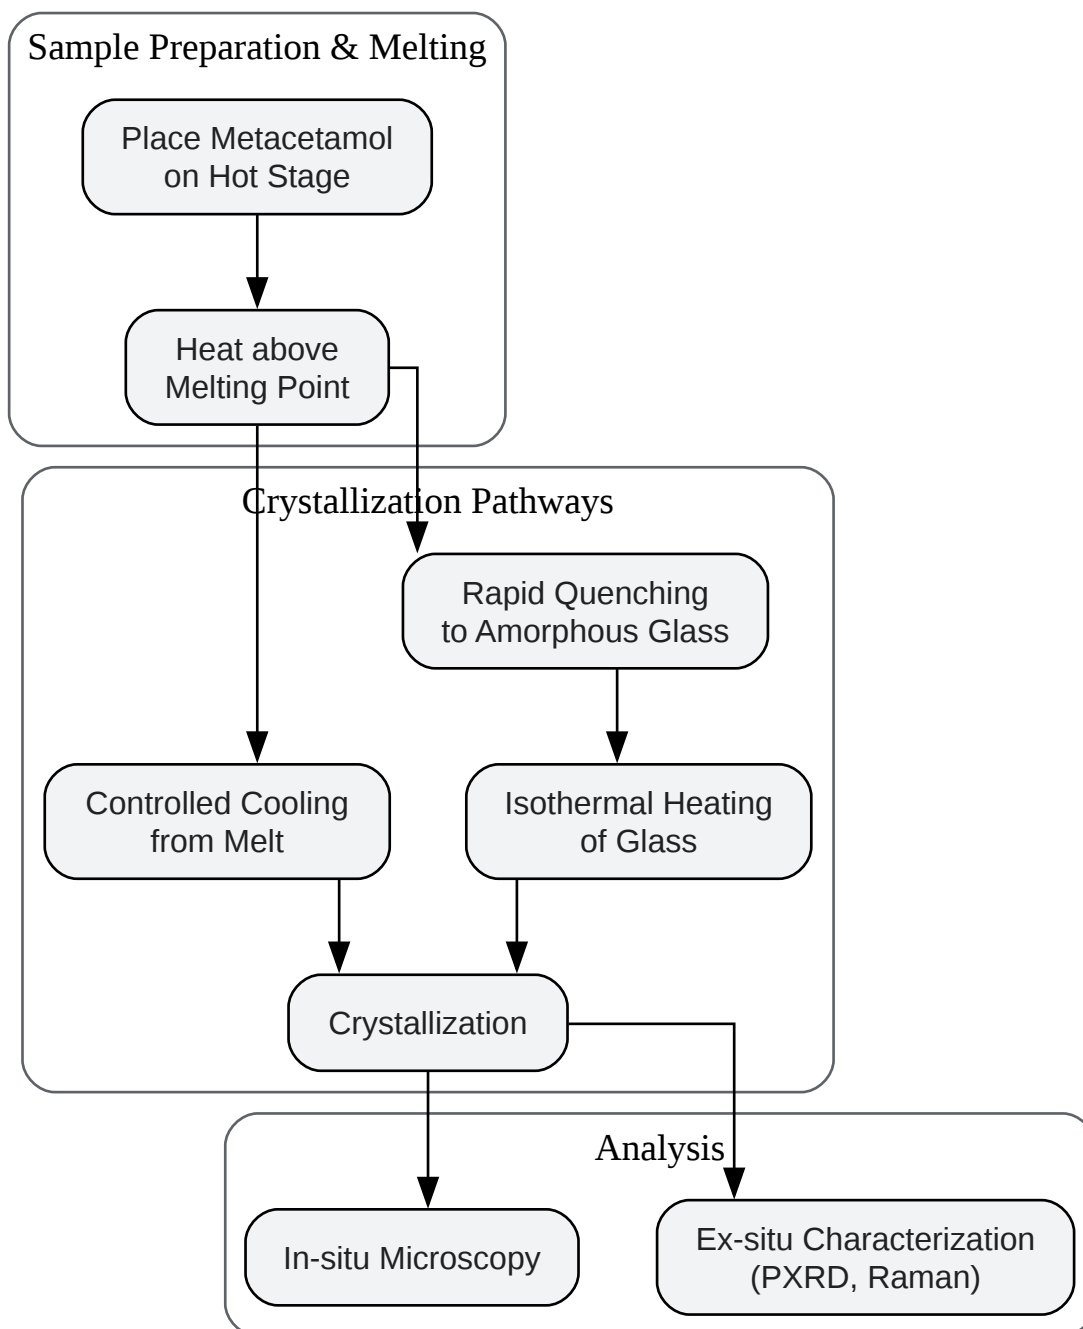 Sample Preparation & Melting
Place Metacetamol
on Hot Stage
Heat above
Melting Point
Crystallization Pathways
Rapid Quenching
to Amorphous Glass
Controlled Cooling
from Melt
Isothermal Heating
of Glass
Crystallization
Analysis
In-situ Microscopy
Ex-situ Characterization
(PXRD, Raman)